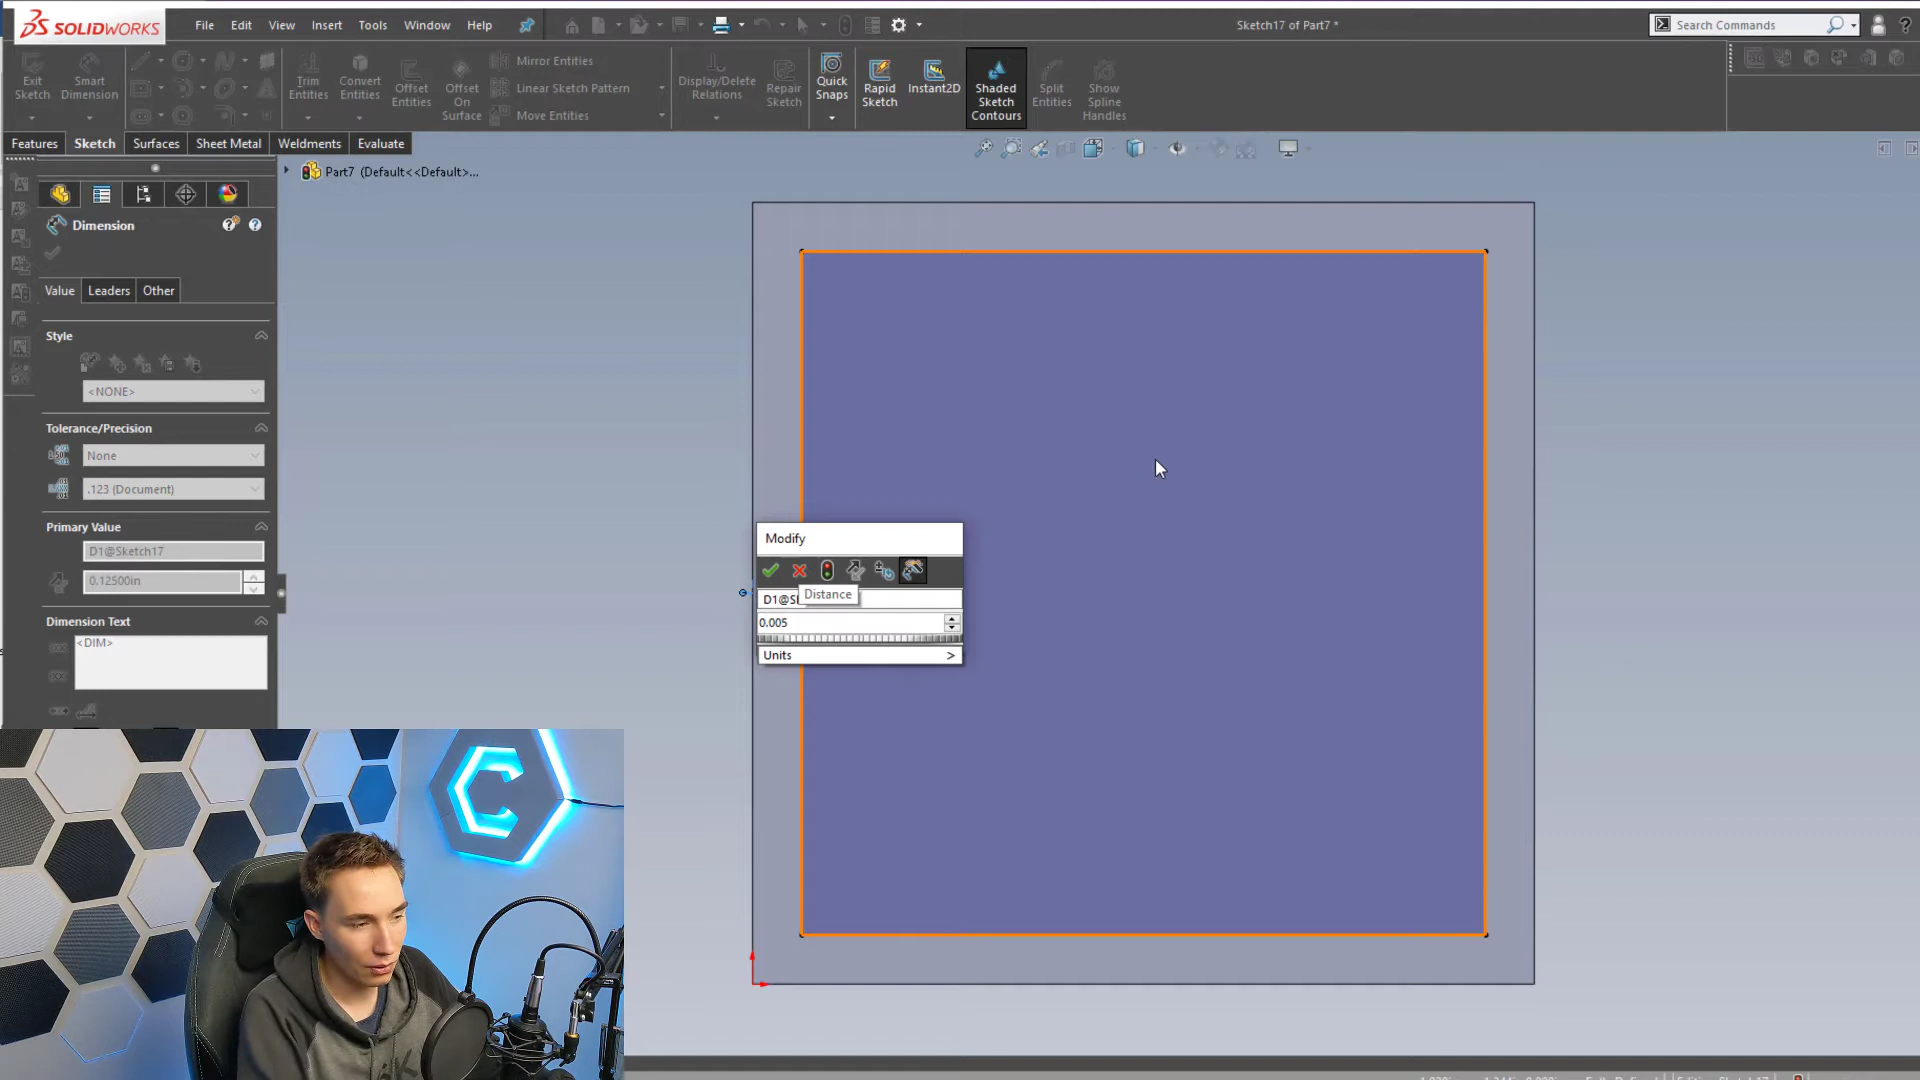 SOLIDWORKS
File Edit View Insert Tools Window Help
Sketch17 of Part7 *
Search Commands
Exit Sketch
Smart Dimension
Trim Entities
Convert Entities
Offset Entities
Offset On Surface
Mirror Entities
Linear Sketch Pattern
Move Entities
Display/Delete Relations
Repair Sketch
Quick Snaps
Rapid Sketch
Instant2D
Shaded Sketch Contours
Split Entities
Show Spline Handles
Features Sketch Surfaces Sheet Metal Weldments Evaluate
Part7 (Default<<Default>...
Dimension
Value Leaders Other
Style
<NONE>
Tolerance/Precision
None
.123 (Document)
Primary Value
D1@Sketch17
0.12500in
Dimension Text
<DIM>
Modify
Distance
0.005
Units >